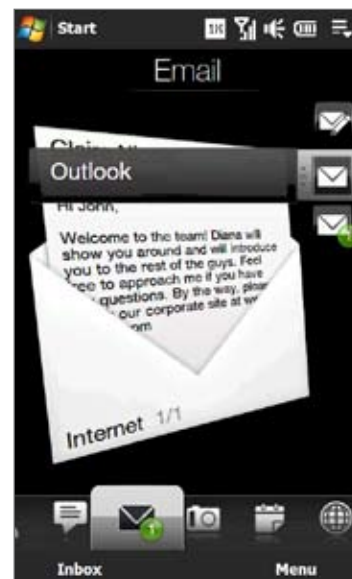 Start
1X
Email
Outlook
Hi John,
Welcome to the team! Diana will
show you around and will introduce
you to the rest of the guys. Feel
free to approach me if you have
questions. By the way, please
our corporate site at
Internet 1/1
1
Inbox
Menu